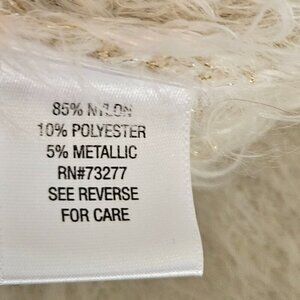 85% NYLON
10% POLYESTER
5% METALLIC
RN#73277
SEE REVERSE
FOR CARE